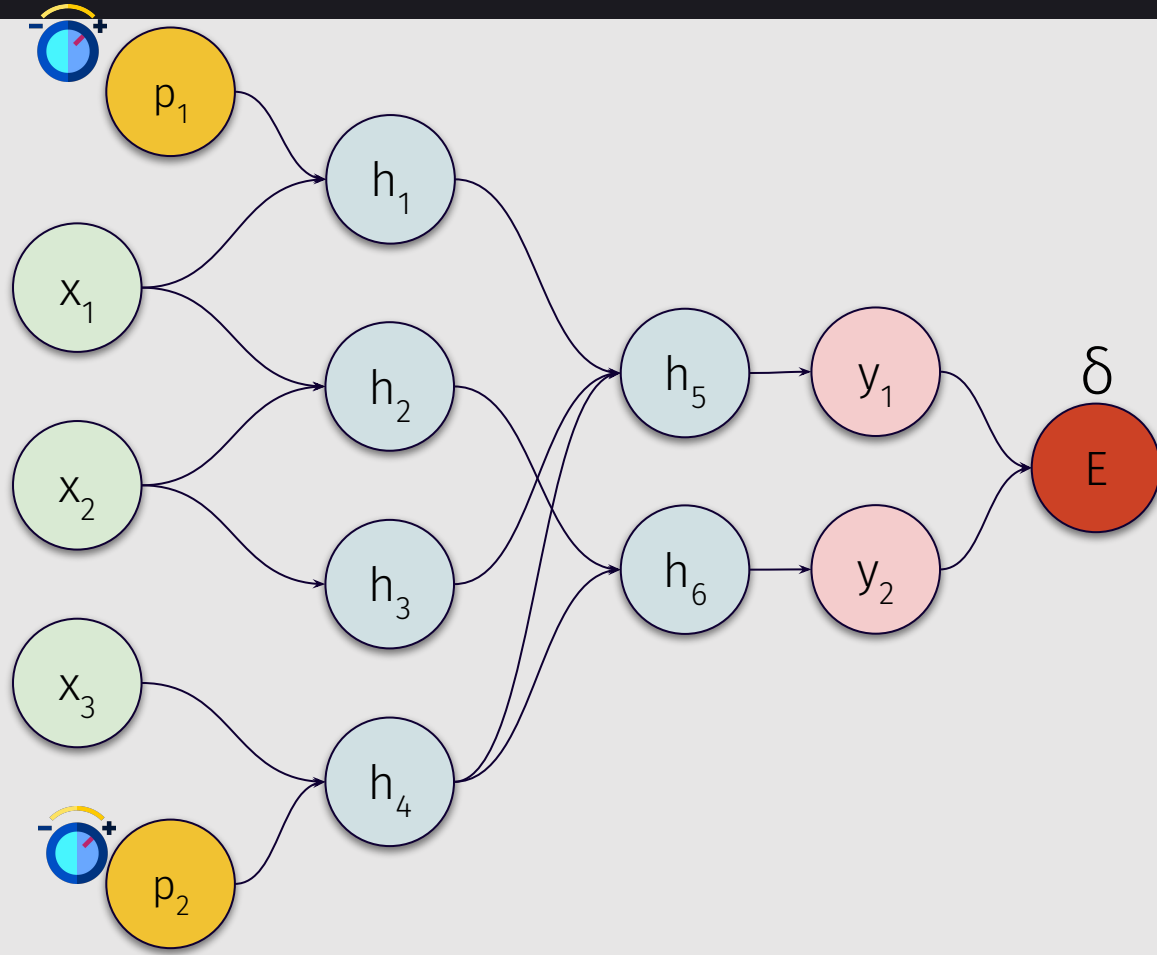 p₁
h₁
x₁
h₂
h₅
y₁
δ
x₂
E
h₃
h₆
y₂
x₃
h₄
p₂